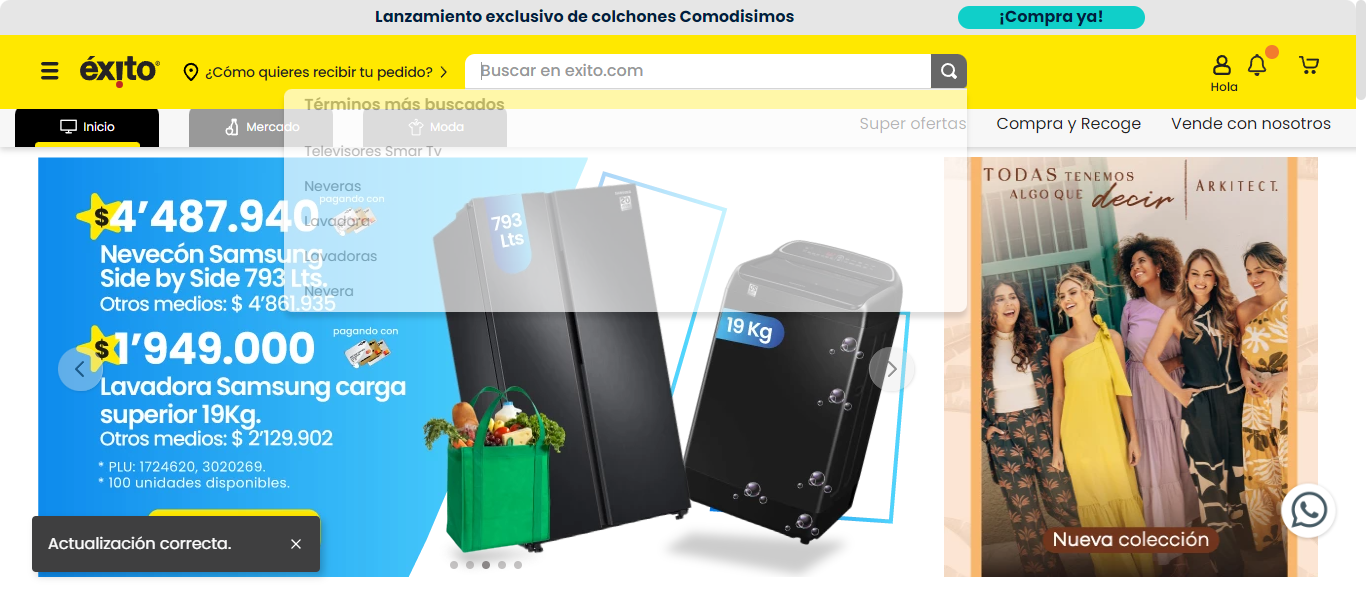 Lanzamiento exclusivo de colchones Comodisimos
¡Compra ya!
éxito
¿Cómo quieres recibir tu pedido?
Buscar en exito.com
Hola
Inicio
Mercado
Moda
Super ofertas
Compra y Recoge
Vende con nosotros
Términos más buscados
Televisores Smar Tv
Neveras
Lavadora
Lavadoras
Nevera
$4’487.940
pagando con
Nevecón Samsung
Side by Side 793 Lts.
Otros medios: $ 4’861.935
$1’949.000
pagando con
Lavadora Samsung carga
superior 19Kg.
Otros medios: $ 2’129.902
* PLU: 1724620, 3020269.
* 100 unidades disponibles.
793
Lts
19 Kg
TODAS TENEMOS
ALGO QUE decir
ARKITECT.
Nueva colección
Actualización correcta.